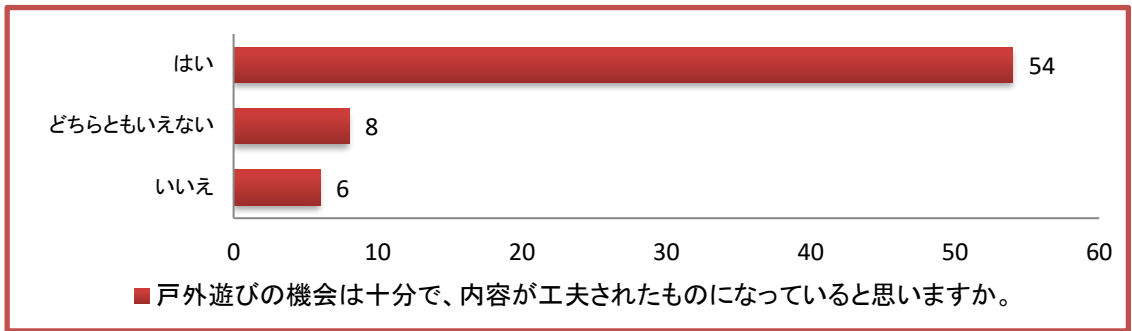 はい 54
どちらともいえない 8
いいえ 6
0 10 20 30 40 50 60
戸外遊びの機会は十分で、内容が工夫されたものになっていると思いますか。